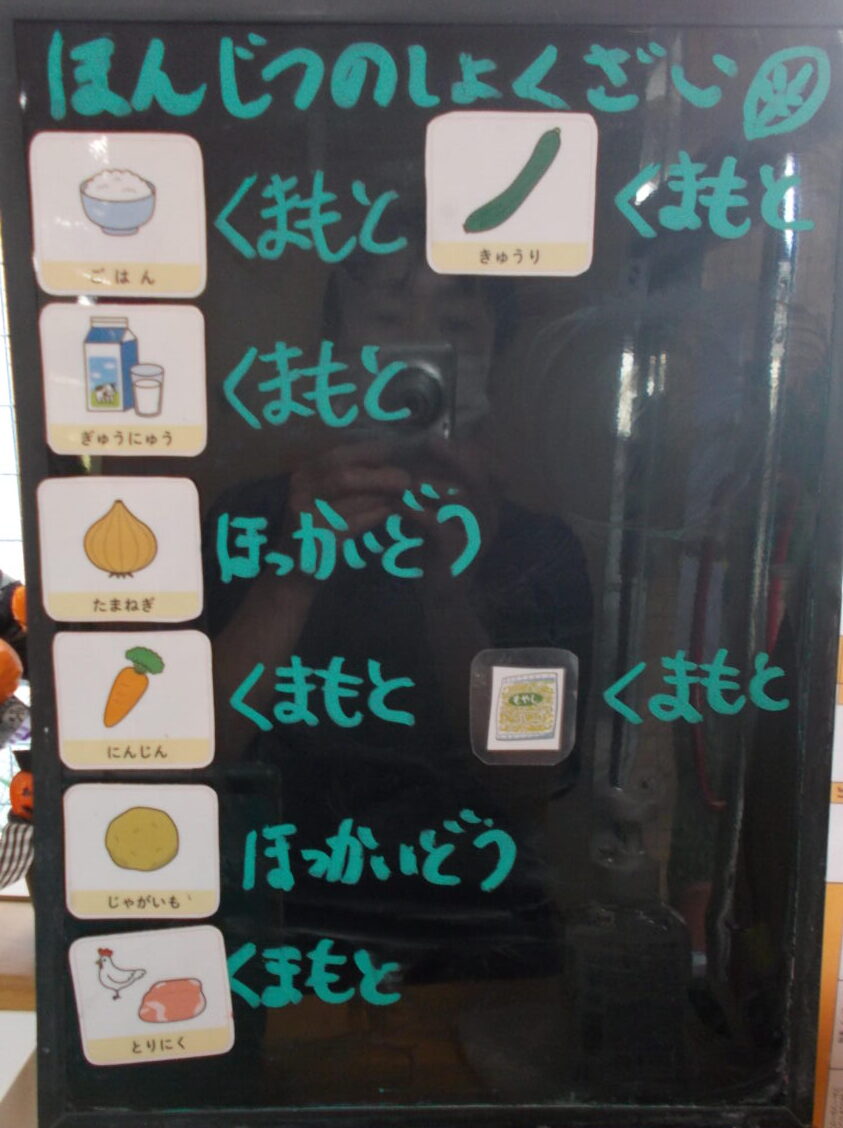 ほんじつのしょくざい
ごはん
くまもと
きゅうり
くまもと
ぎゅうにゅう
くまもと
たまねぎ
ほっかいどう
にんじん
くまもと
もやし
くまもと
じゃがいも
ほっかいどう
とりにく
くまもと